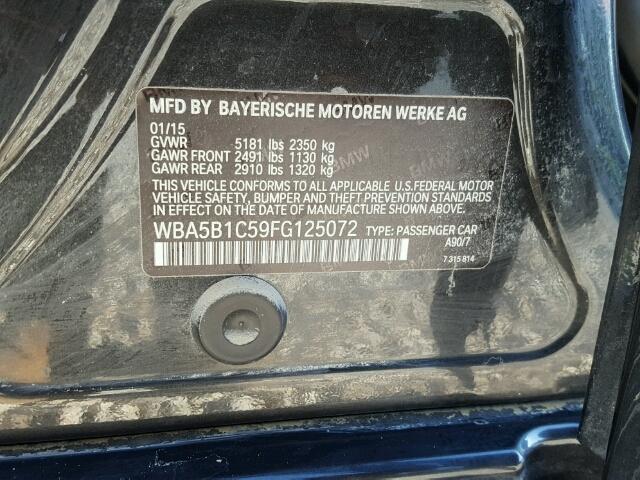 MFD BY BAYERISCHE MOTOREN WERKE AG
01/15
GVWR 5181 lbs 2350 kg
GAWR FRONT 2491 lbs 1130 kg
GAWR REAR 2910 lbs 1320 kg
THIS VEHICLE CONFORMS TO ALL APPLICABLE U.S.FEDERAL MOTOR
VEHICLE SAFETY, BUMPER AND THEFT PREVENTION STANDARDS
IN EFFECT ON THE DATE OF MANUFACTURE SHOWN ABOVE.
WBA5B1C59FG125072 TYPE: PASSENGER CAR
A90/7
7 315 814